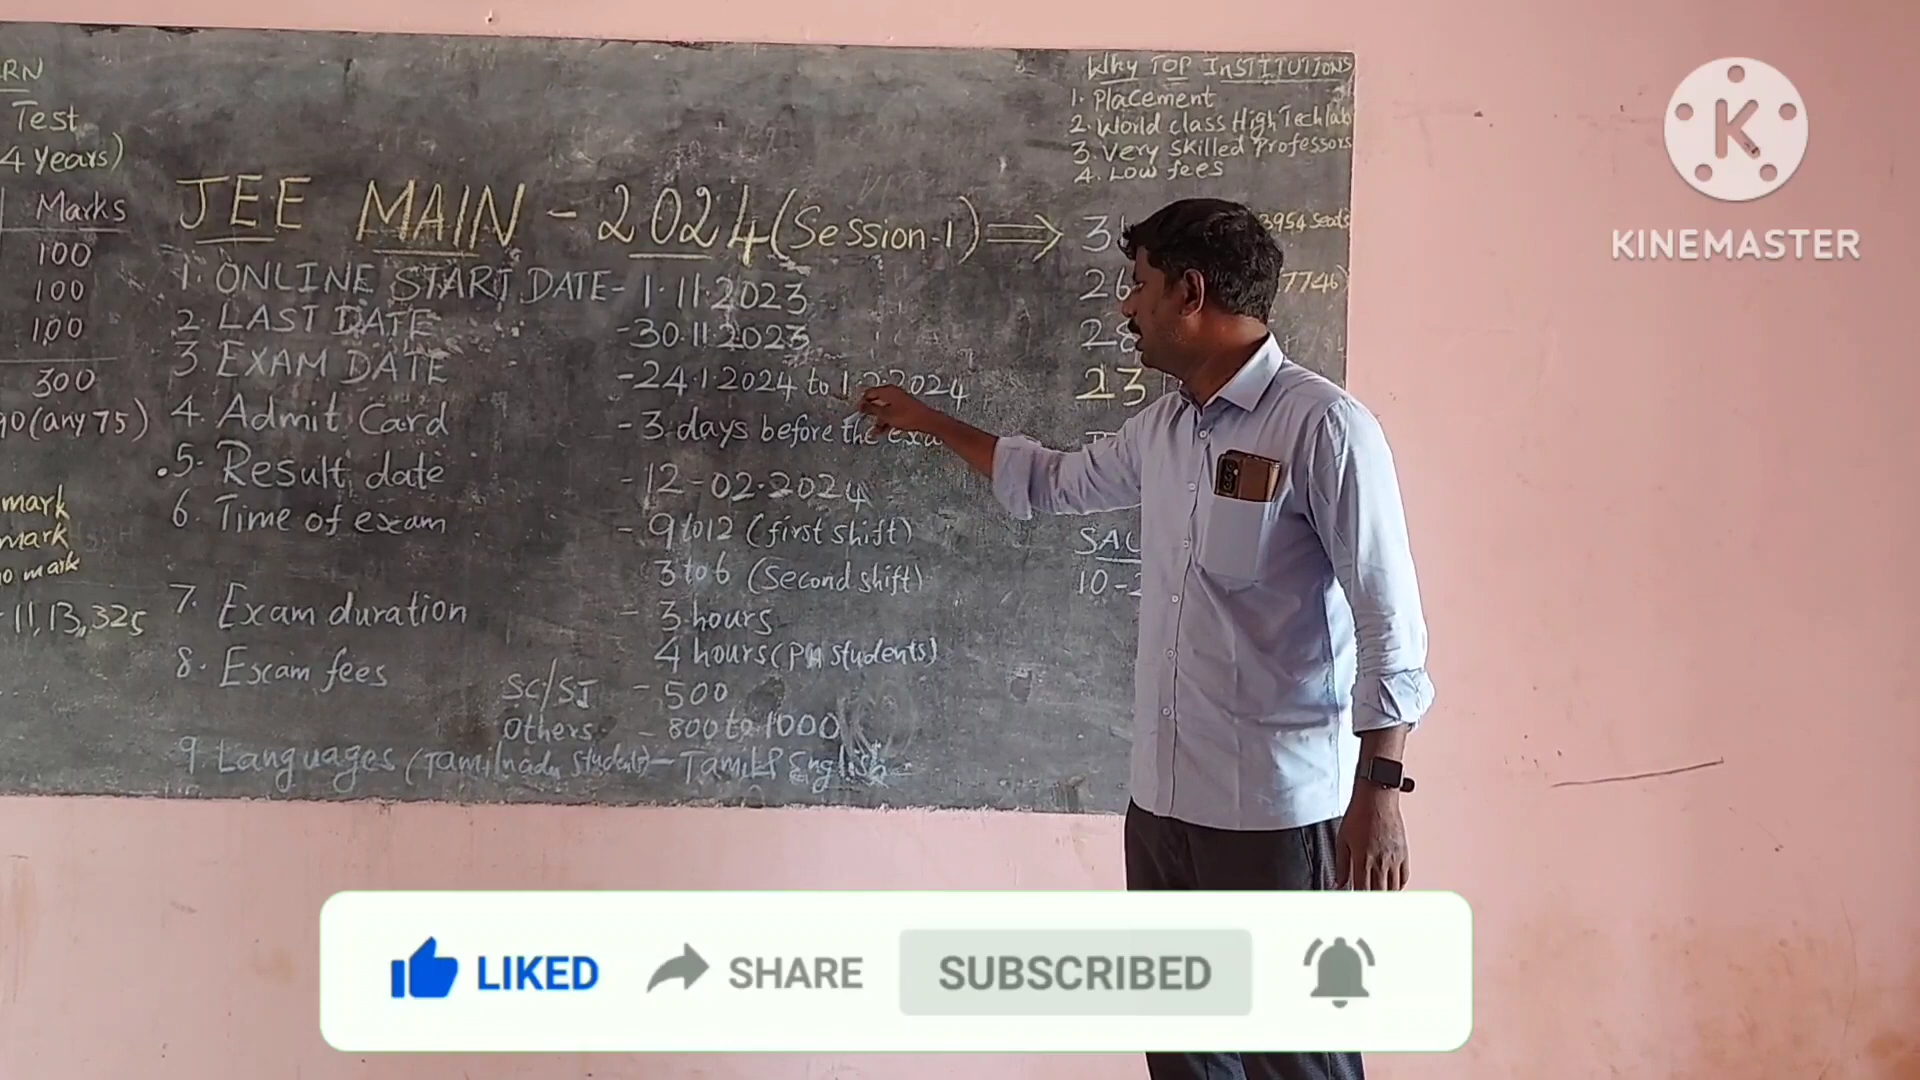 RN
Test
4 years)
Marks
100
100
100
300
90(any 75)
mark
mark
no mark
11,13,325
JEE MAIN - 2024 (Session-1) ⇒
1. ONLINE START DATE - 1.11.2023
2. LAST DATE - 30.11.2023
3. EXAM DATE - 24.1.2024 to 1.2.2024
4. Admit Card - 3 days before the exa
5. Result date - 12-02-2024
6. Time of exam - 9 to 12 (first shift)
3 to 6 (Second shift)
7. Exam duration - 3 hours
4 hours (PH students)
8. Exam fees SC/ST - 500
Others - 800 to 1000
9. Languages (Tamilnadu students) - Tamil & English
Why TOP INSTITUTIONS
1. Placement
2. World class High Tech lab
3. Very Skilled Professors
4. Low fees
3
3954 Seats
26
7746)
28
23
10-
KINEMASTER
LIKED SHARE SUBSCRIBED